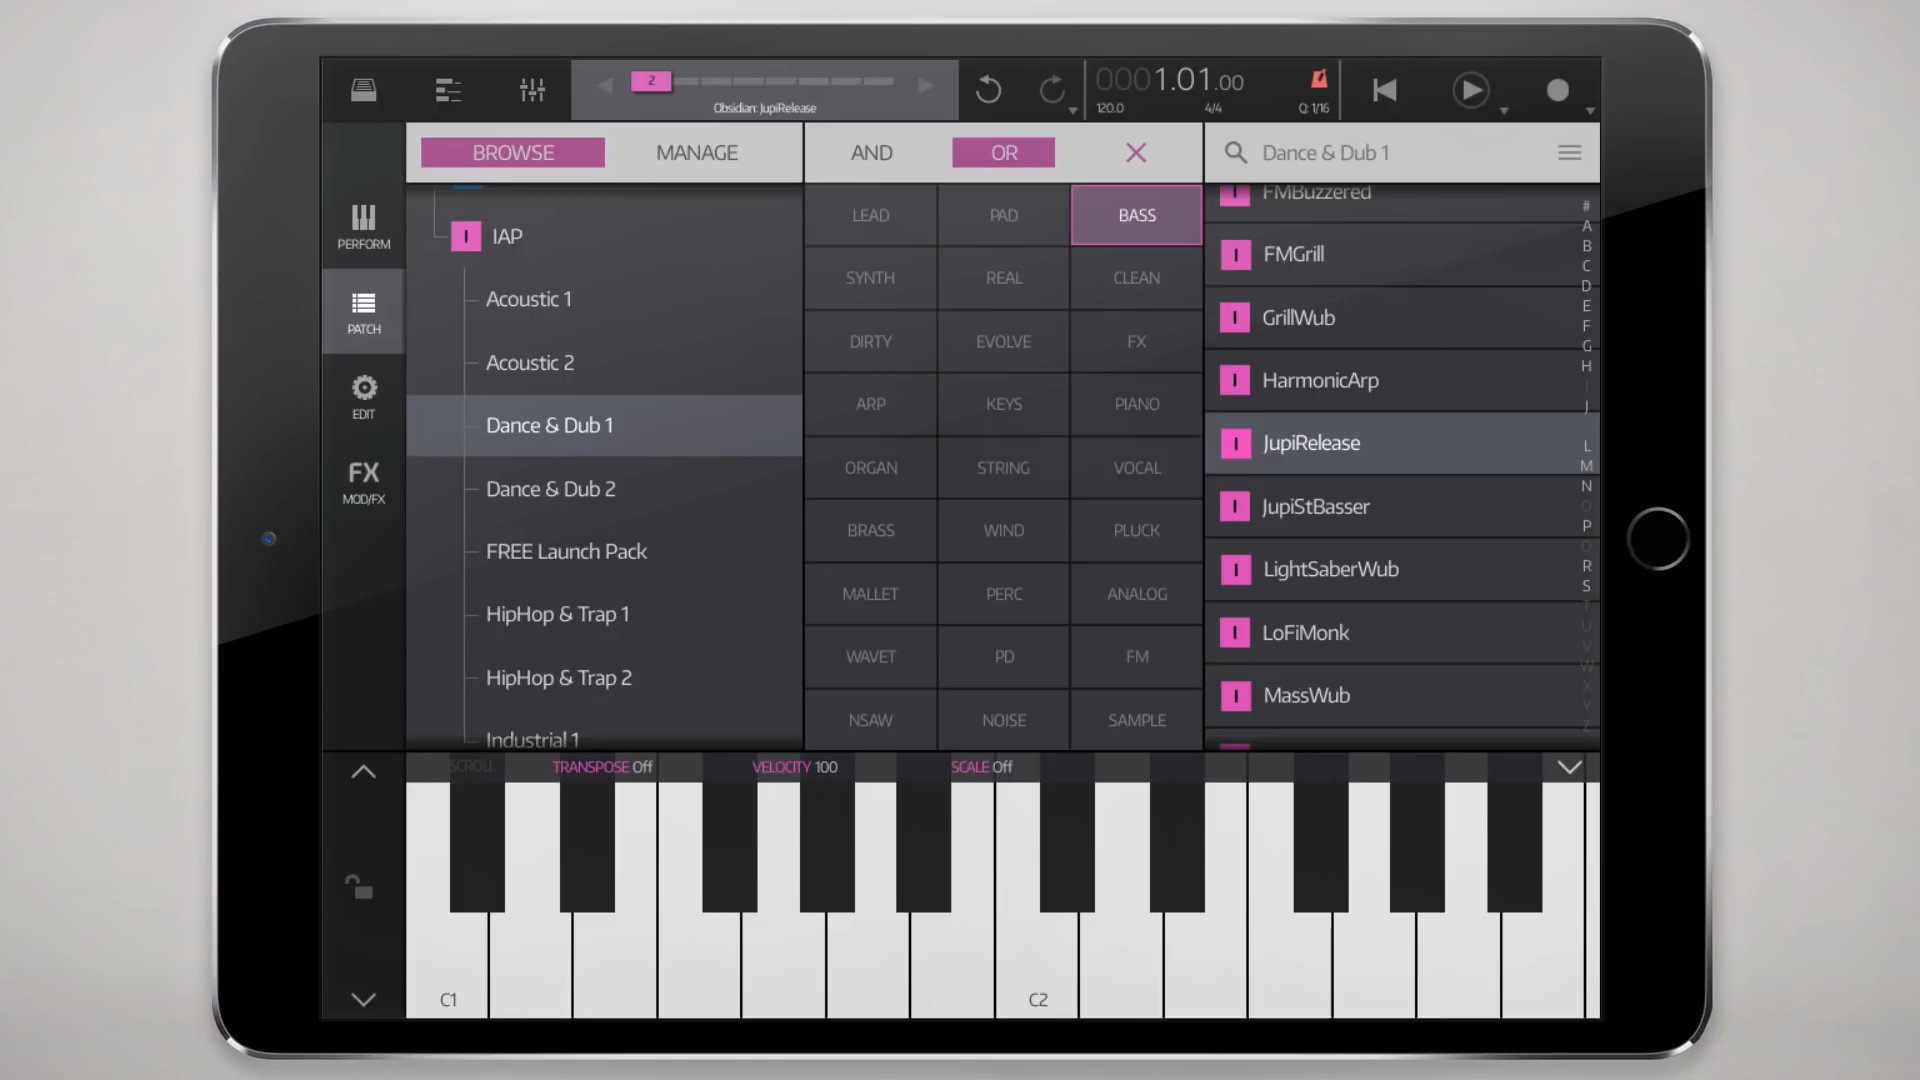 2
Obsidian: JupiRelease
0001.01.00
120.0
4/4
Q: 1/16
BROWSE
MANAGE
AND
OR
Dance & Dub 1
PERFORM
PATCH
EDIT
FX
MOD/FX
I IAP
Acoustic 1
Acoustic 2
Dance & Dub 1
Dance & Dub 2
FREE Launch Pack
HipHop & Trap 1
HipHop & Trap 2
Industrial 1
LEAD PAD BASS
SYNTH REAL CLEAN
DIRTY EVOLVE FX
ARP KEYS PIANO
ORGAN STRING VOCAL
BRASS WIND PLUCK
MALLET PERC ANALOG
WAVET PD FM
NSAW NOISE SAMPLE
I FMBuzzered
I FMGrill
I GrillWub
I HarmonicArp
I JupiRelease
I JupiStBasser
I LightSaberWub
I LoFiMonk
I MassWub
#
A
B
C
D
E
F
G
H
I
J
L
M
N
O
P
Q
R
S
T
U
V
W
X
Y
Z
SCROLL
TRANSPOSE Off
VELOCITY 100
SCALE Off
C1
C2